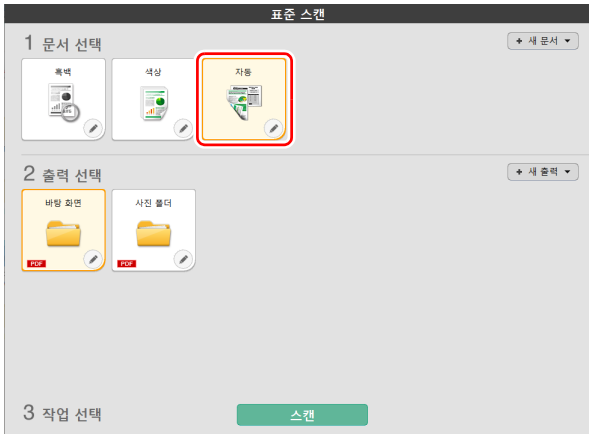 표준 스캔
1 문서 선택
+ 새 문서
흑백
색상
자동
2 출력 선택
+ 새 출력
바탕 화면
사진 폴더
PDF
PDF
3 작업 선택
스캔